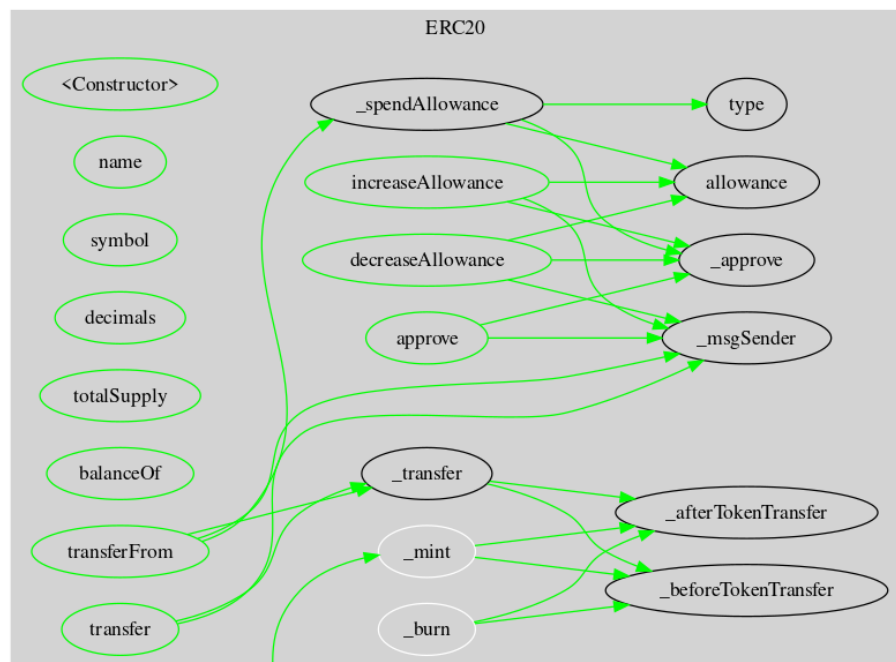 ERC20
<Constructor>
name
symbol
decimals
totalSupply
balanceOf
transferFrom
transfer
_spendAllowance
increaseAllowance
decreaseAllowance
approve
_transfer
_mint
_burn
type
allowance
_approve
_msgSender
_afterTokenTransfer
_beforeTokenTransfer